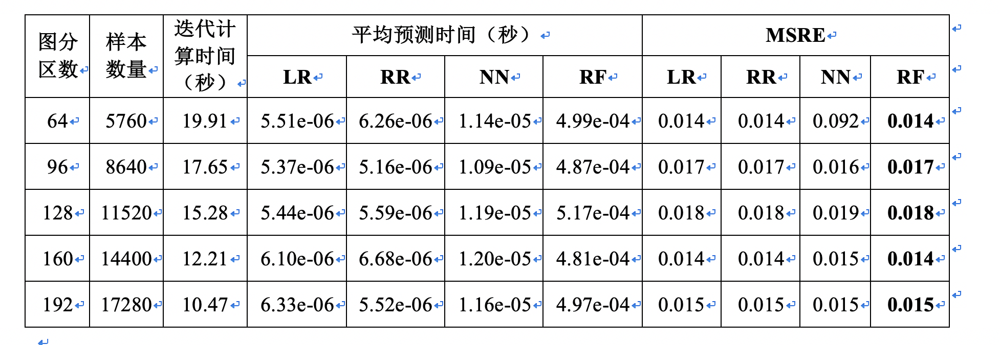 图分区数 样本数量 迭代计算时间（秒） 平均预测时间（秒） MSRE
LR RR NN RF LR RR NN RF
64 5760 19.91 5.51e-06 6.26e-06 1.14e-05 4.99e-04 0.014 0.014 0.092 0.014
96 8640 17.65 5.37e-06 5.16e-06 1.09e-05 4.87e-04 0.017 0.017 0.016 0.017
128 11520 15.28 5.44e-06 5.59e-06 1.19e-05 5.17e-04 0.018 0.018 0.019 0.018
160 14400 12.21 6.10e-06 6.68e-06 1.20e-05 4.81e-04 0.014 0.014 0.015 0.014
192 17280 10.47 6.33e-06 5.52e-06 1.16e-05 4.97e-04 0.015 0.015 0.015 0.015